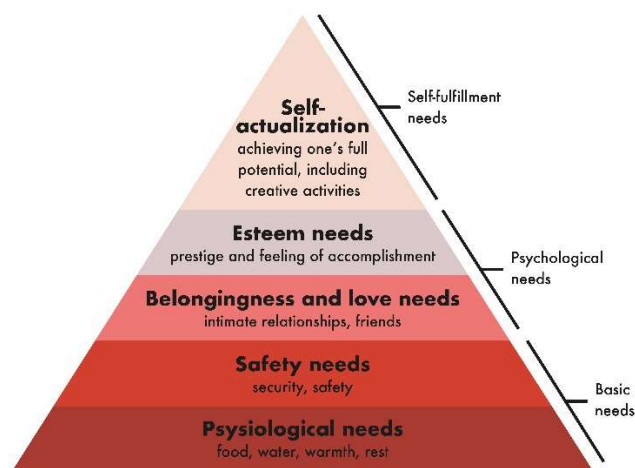 Self-
actualization
achieving one's full
potential, including
creative activities
Self-fulfillment
needs
Esteem needs
prestige and feeling of accomplishment
Psychological
needs
Belongingness and love needs
intimate relationships, friends
Safety needs
security, safety
Basic
needs
Psysiological needs
food, water, warmth, rest